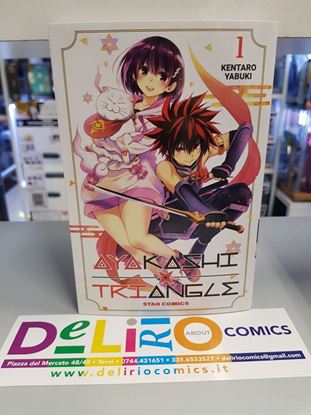 1
KENTARO
YABUKI
AYAKASHI
TRIANGLE
STAR COMICS
DeLiRiO ABOUT COMICS
Piazza del Mercato 48/49 • Terni • 0744.431651 • 335.6533527 • deliriocomics@gmail.com
www.deliriocomics.it